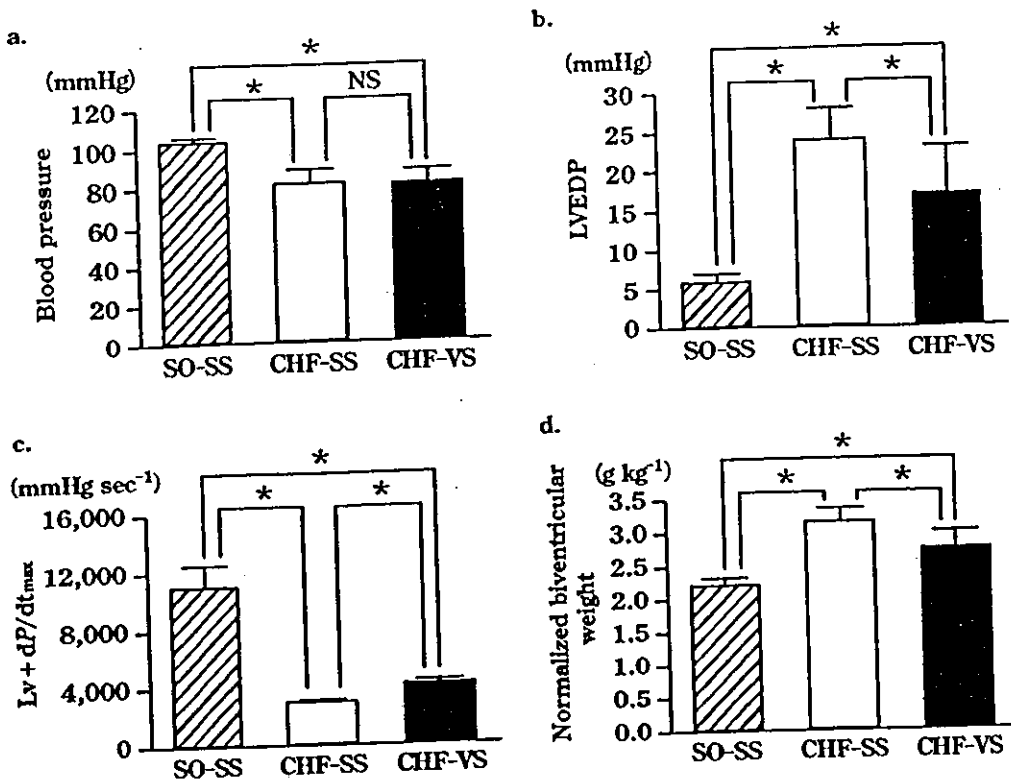 a.
(mmHg)
Blood pressure
120
100
80
60
40
20
0
*
*
NS
SO-SS CHF-SS CHF-VS
b.
(mmHg)
LVEDP
30
25
20
15
10
5
0
*
*
*
SO-SS CHF-SS CHF-VS
c.
(mmHg sec⁻¹)
Lv + dP/dtmax
16,000
12,000
8,000
4,000
0
*
*
*
SO-SS CHF-SS CHF-VS
d.
(g kg⁻¹)
Normalized biventricular
weight
3.5
3.0
2.5
2.0
1.5
1.0
0.5
0.0
*
*
*
SO-SS CHF-SS CHF-VS